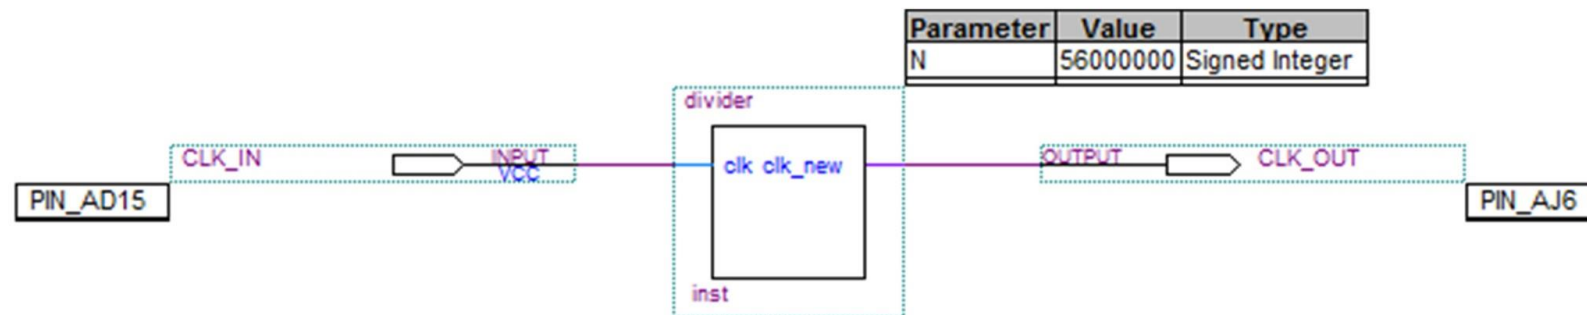 Parameter Value Type
N 56000000 Signed Integer
divider
CLK_IN INPUT
VCC
clk clk_new
OUTPUT CLK_OUT
PIN_AD15
PIN_AJ6
inst